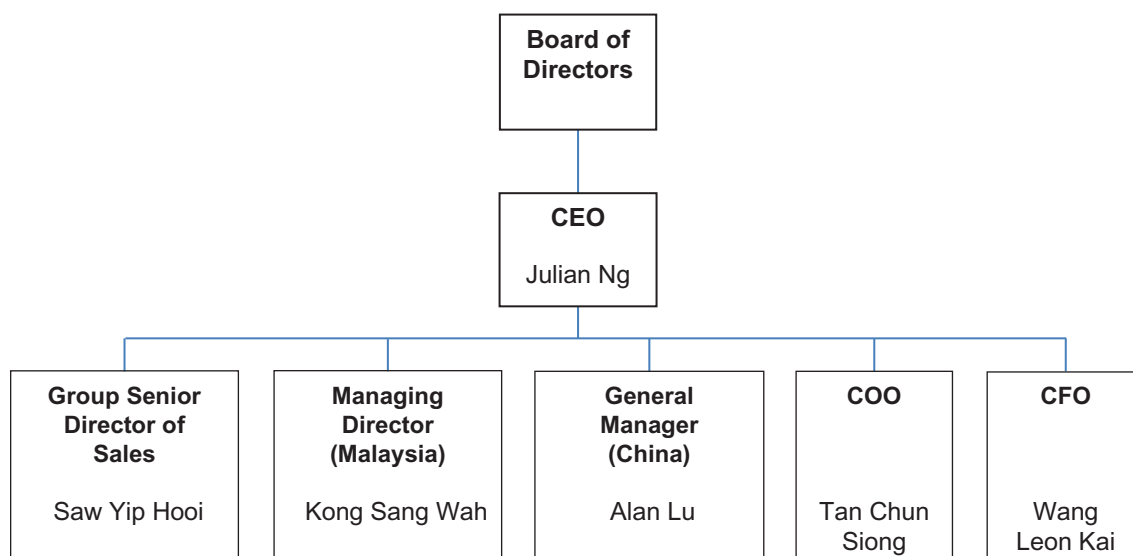 Board of
Directors
CEO
Julian Ng
Group Senior
Director of
Sales
Saw Yip Hooi
Managing
Director
(Malaysia)
Kong Sang Wah
General
Manager
(China)
Alan Lu
COO
Tan Chun
Siong
CFO
Wang
Leon Kai